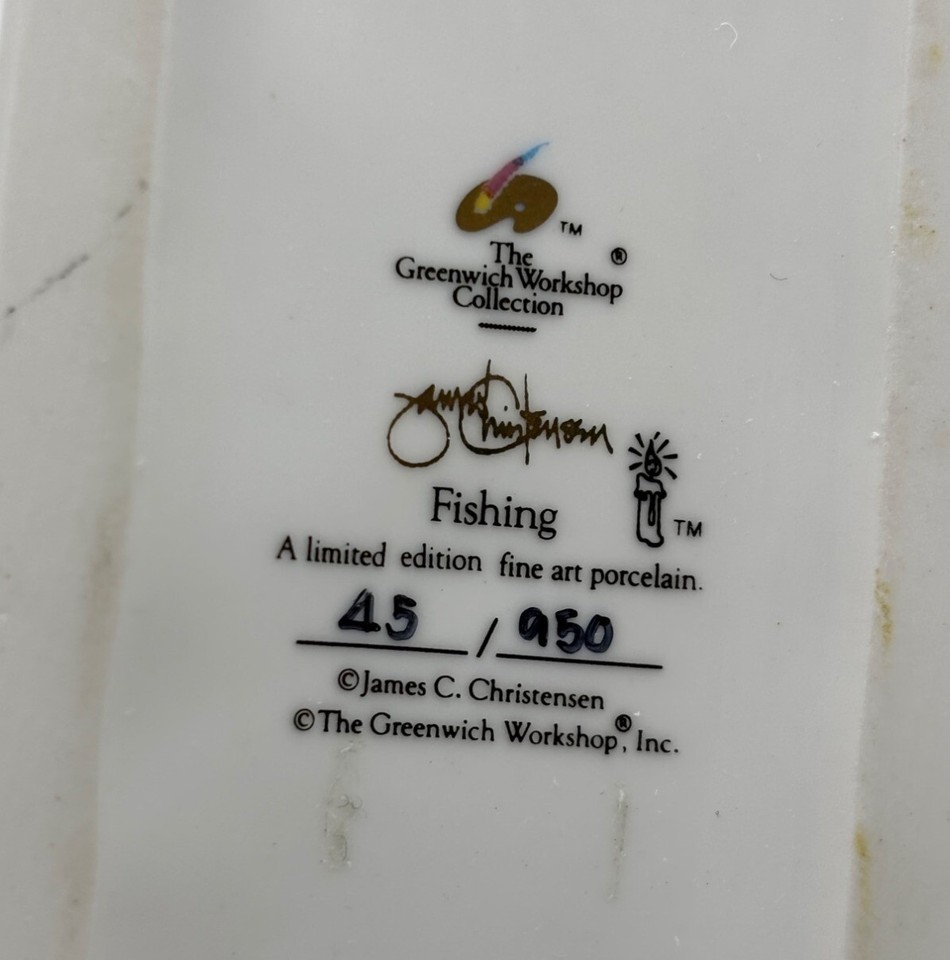 TM
The ®
Greenwich Workshop
Collection
James Christensen
Fishing TM
A limited edition fine art porcelain.
45 / 950
©James C. Christensen
©The Greenwich Workshop®, Inc.